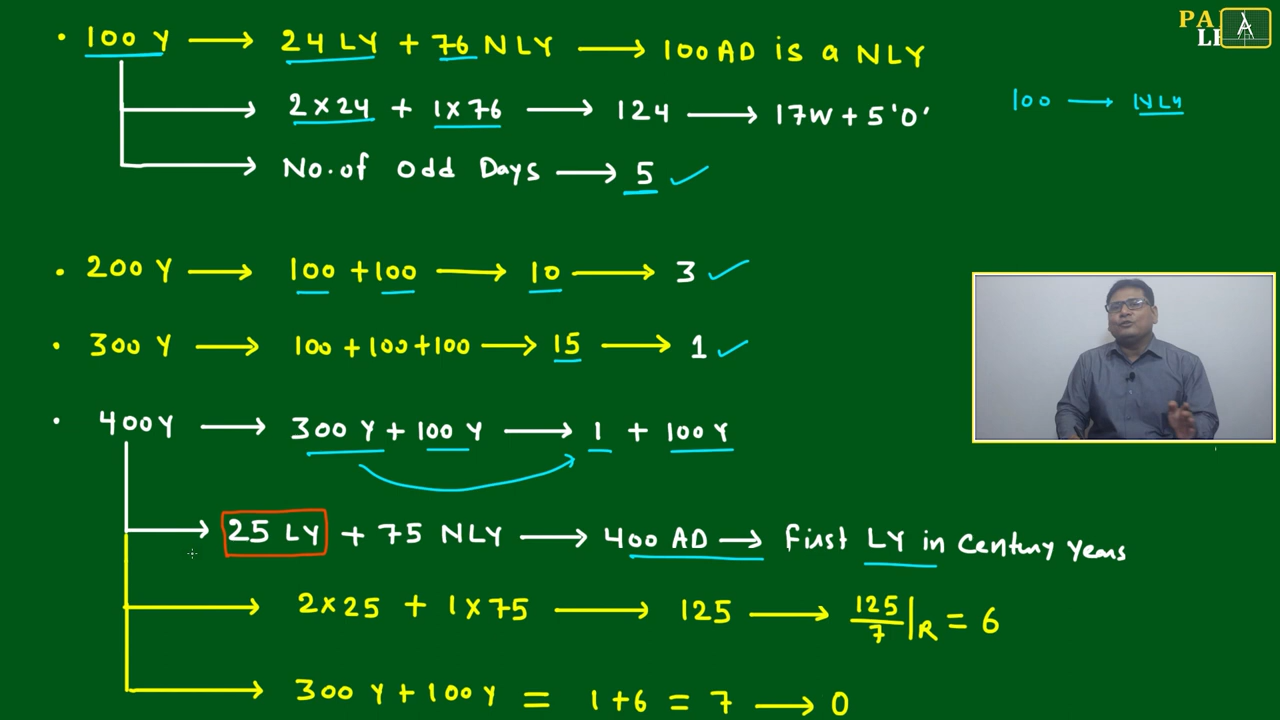 • 100 Y → 24 LY + 76 NLY → 100 AD is a NLY
2 × 24 + 1 × 76 → 124 → 17W + 5 'O'
100 → NLY
No. of Odd Days → 5 ✓
• 200 Y → 100 + 100 → 10 → 3 ✓
• 300 Y → 100 + 100 + 100 → 15 → 1 ✓
• 400 Y → 300 Y + 100 Y → 1 + 100 Y
25 LY + 75 NLY → 400 AD → First LY in Century Years
2 × 25 + 1 × 75 → 125 → 125/7|R = 6
300 Y + 100 Y = 1 + 6 = 7 → 0